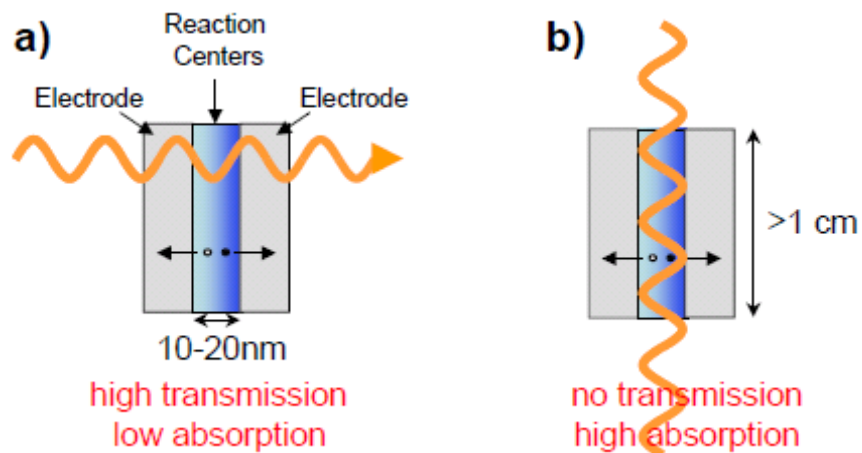 a)
Reaction
Centers
Electrode
Electrode
10-20nm
high transmission
low absorption
b)
>1 cm
no transmission
high absorption